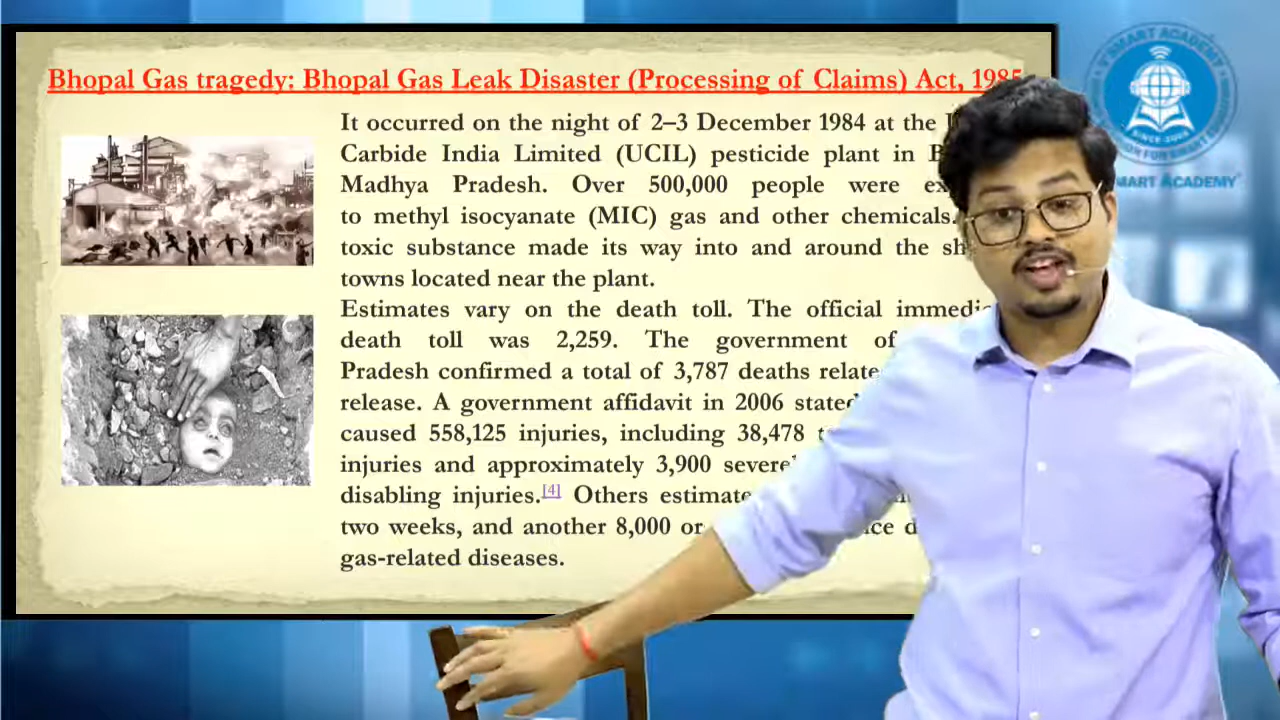 Bhopal Gas tragedy: Bhopal Gas Leak Disaster (Processing of Claims) Act, 1985
It occurred on the night of 2–3 December 1984 at the
Carbide India Limited (UCIL) pesticide plant in
Madhya Pradesh. Over 500,000 people were
to methyl isocyanate (MIC) gas and other chemicals.
toxic substance made its way into and around the
towns located near the plant.
Estimates vary on the death toll. The official
death toll was 2,259. The government of
Pradesh confirmed a total of 3,787 deaths
release. A government affidavit in 2006 stated
caused 558,125 injuries, including 38,478
injuries and approximately 3,900
disabling injuries.[4] Others
two weeks, and another 8,000 or
gas-related diseases.
V SMART ACADEMY
SINCE-2008
SMART ACADEMY